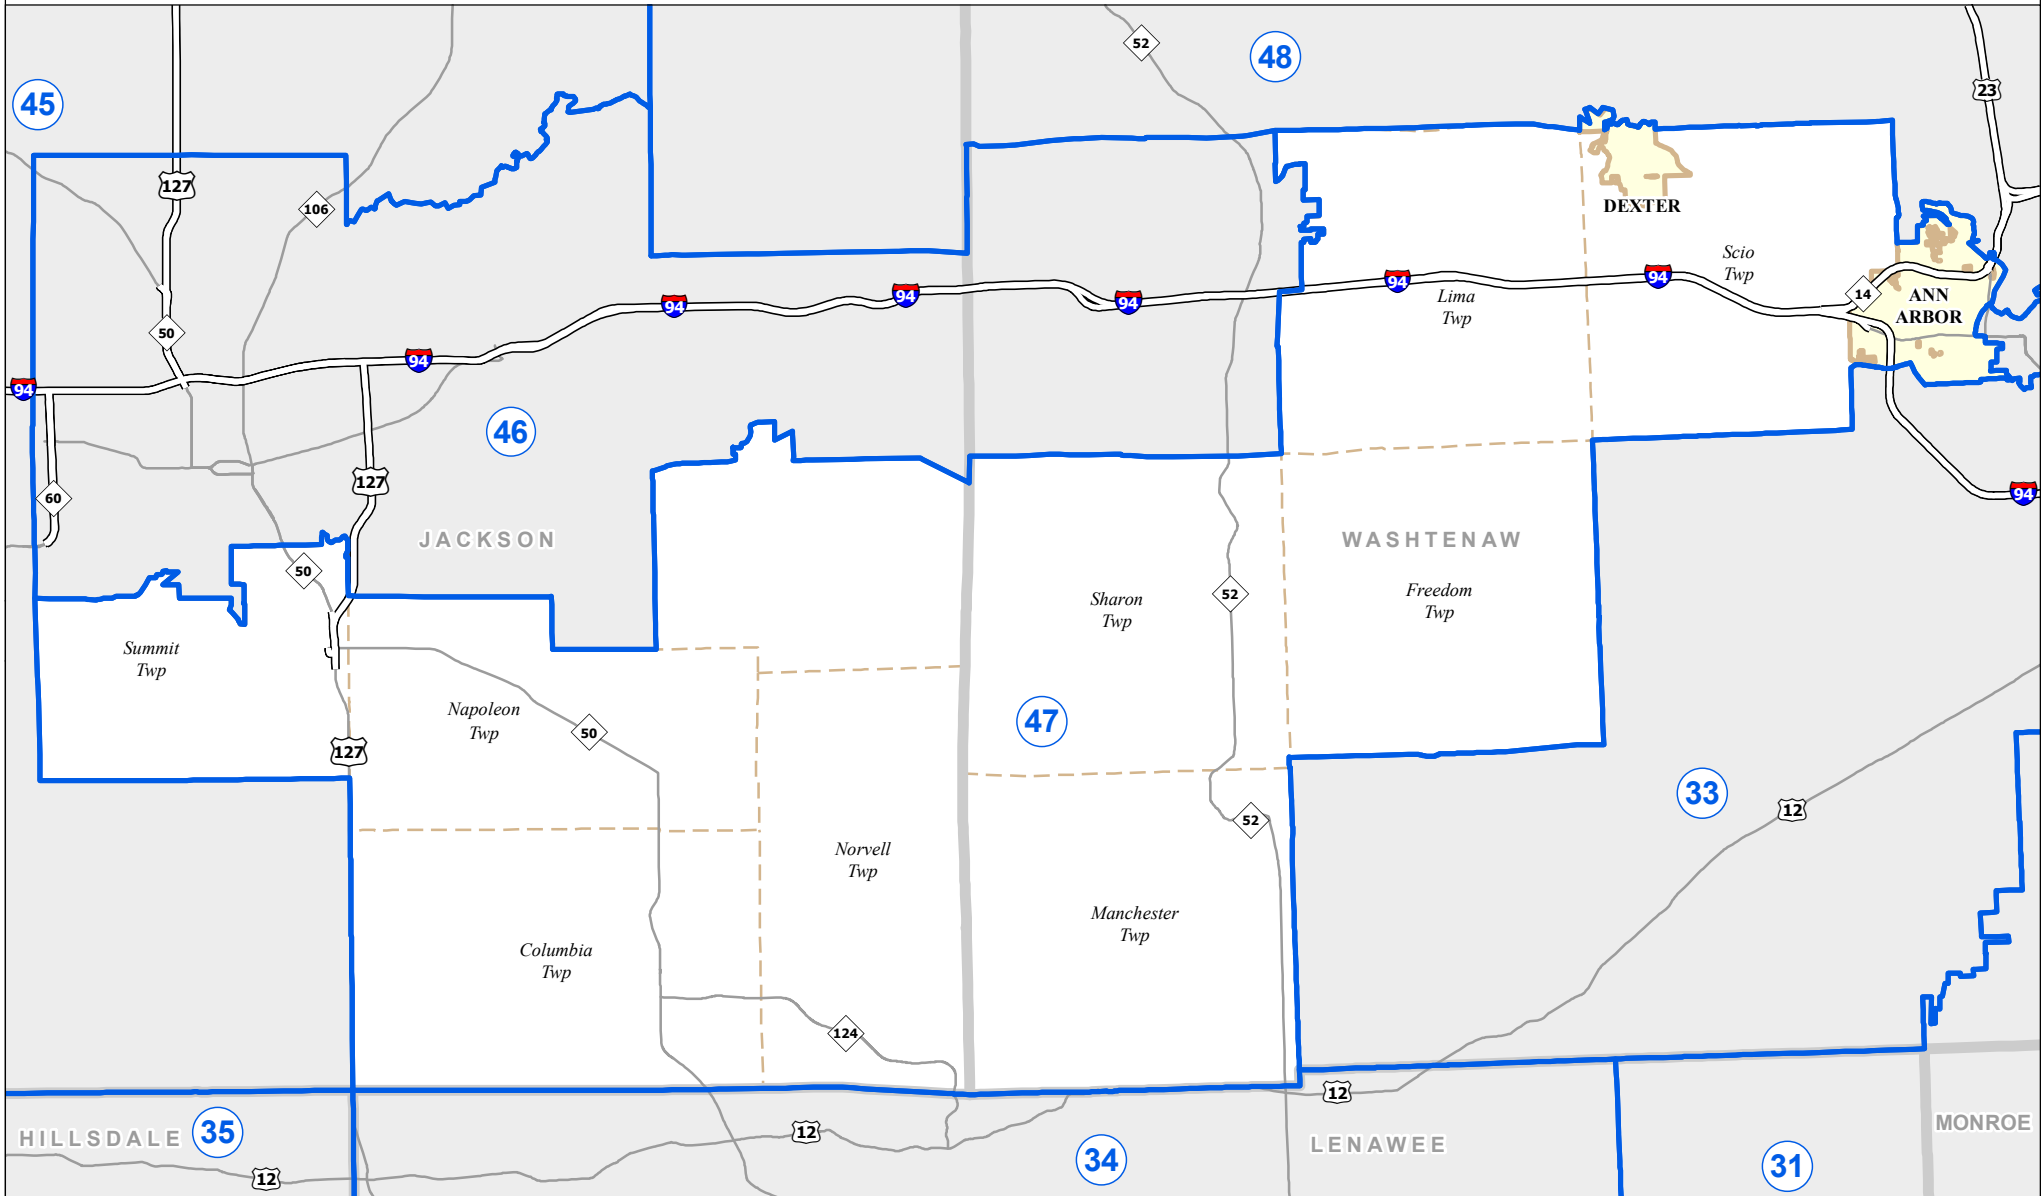 52
48
23
45
127
106
DEXTER
Scio
Twp
94
94
94
94
94
14
ANN
ARBOR
Lima
Twp
50
94
94
46
127
60
94
JACKSON
WASHTENAW
50
Sharon
Twp
52
Freedom
Twp
Summit
Twp
Napoleon
Twp
47
50
127
33
12
52
Norvell
Twp
Manchester
Twp
Columbia
Twp
124
12
HILLSDALE
35
12
34
LENAWEE
MONROE
31
12